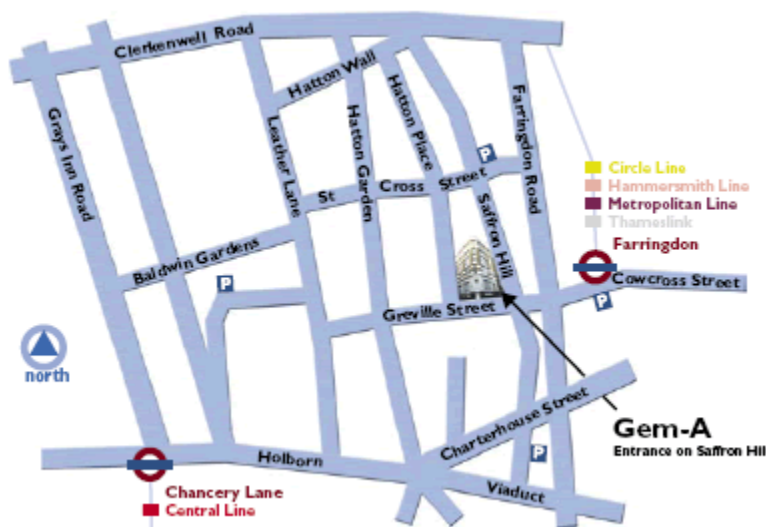 Clerkenwell Road
Hatton Wall
Grays Inn Road
Leather Lane
Hatton Garden
Hatton Place
Farringdon Road
P
St Cross Street
Saffron Hill
Circle Line
Hammersmith Line
Metropolitan Line
Thameslink
Farringdon
Baldwin Gardens
P
Cowcross Street
Greville Street
P
north
Charterhouse Street
Gem-A
Entrance on Saffron Hill
P
Holborn
Viaduct
Chancery Lane
Central Line